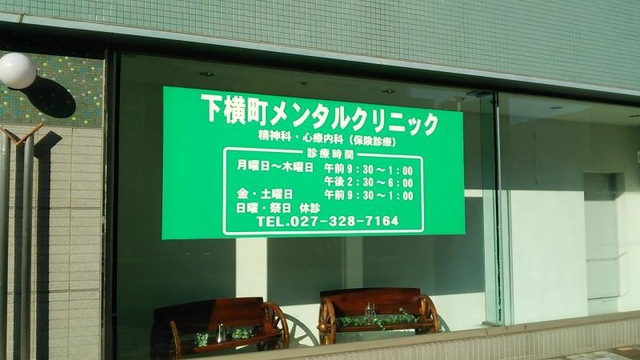 下横町メンタルクリニック
精神科・心療内科（保険診療）
診療時間
月曜日～木曜日 午前9：30～1：00
午後2：30～6：00
金・土曜日 午前9：30～1：00
日曜・祭日 休診
TEL.027-328-7164